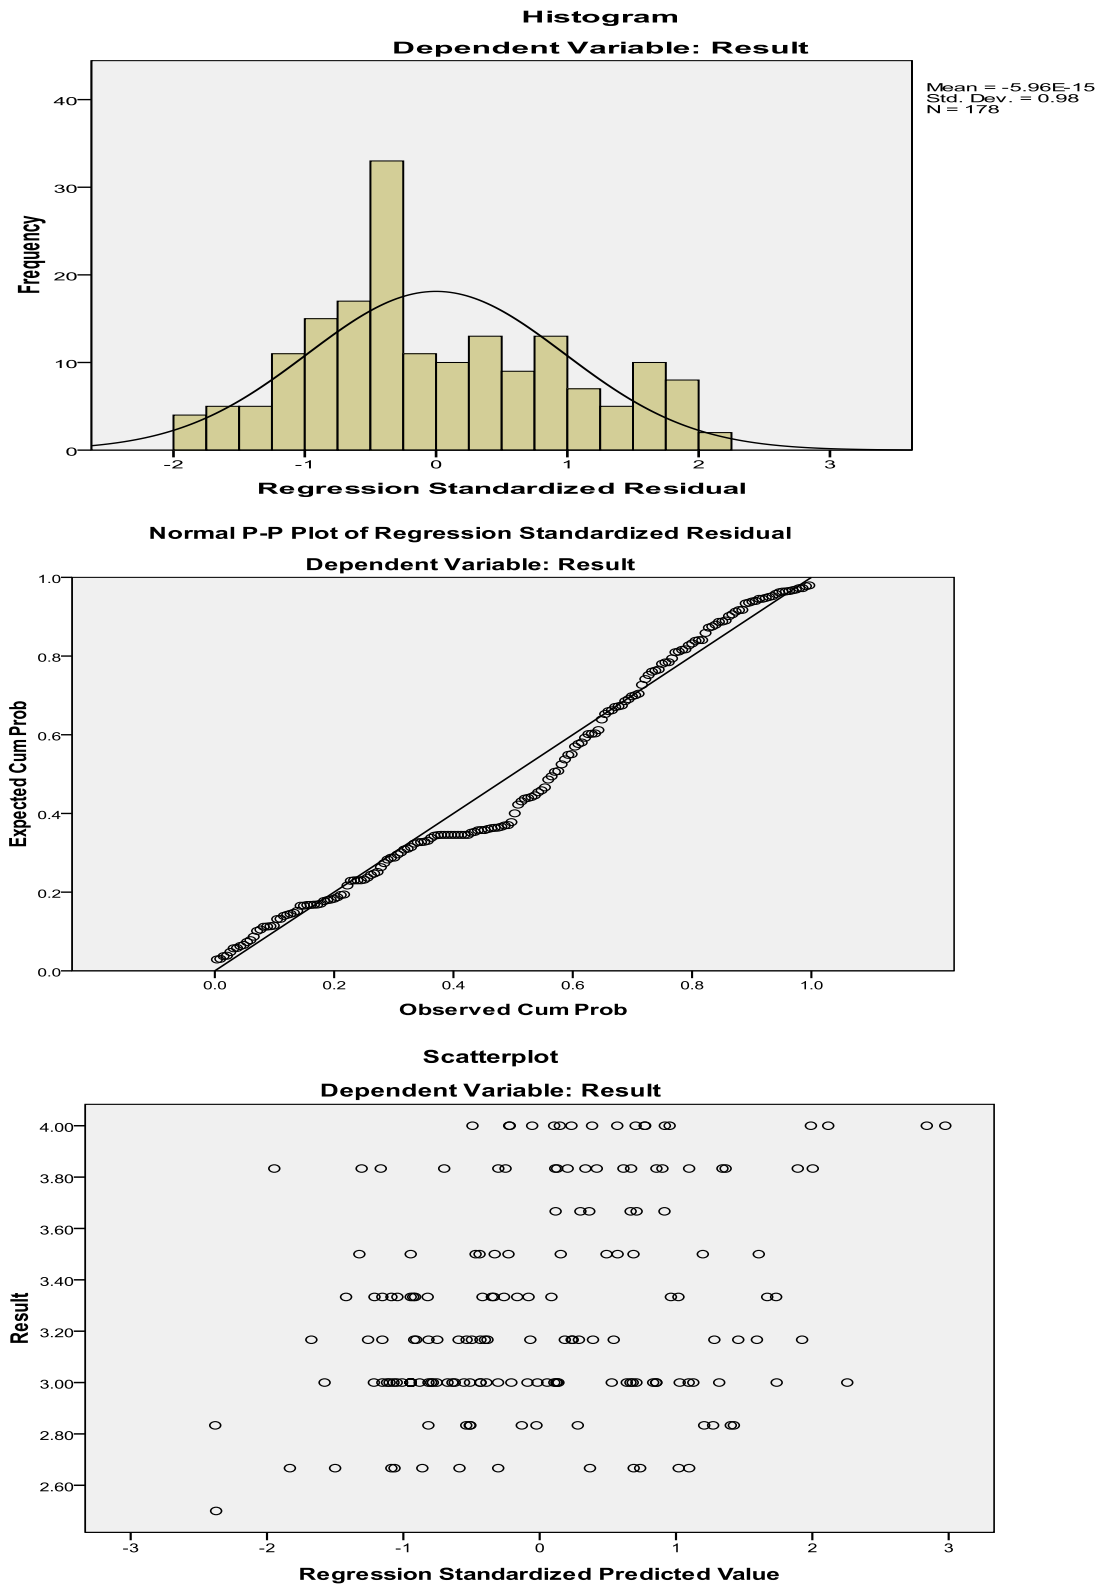 Histogram
Dependent Variable: Result
Mean = -5.96E-15
Std. Dev. = 0.98
N = 178
40
30
20
10
0
Frequency
-2 -1 0 1 2 3
Regression Standardized Residual
Normal P-P Plot of Regression Standardized Residual
Dependent Variable: Result
1.0
0.8
0.6
0.4
0.2
0.0
Expected Cum Prob
0.0 0.2 0.4 0.6 0.8 1.0
Observed Cum Prob
Scatterplot
Dependent Variable: Result
4.00
3.80
3.60
3.40
3.20
3.00
2.80
2.60
Result
-3 -2 -1 0 1 2 3
Regression Standardized Predicted Value